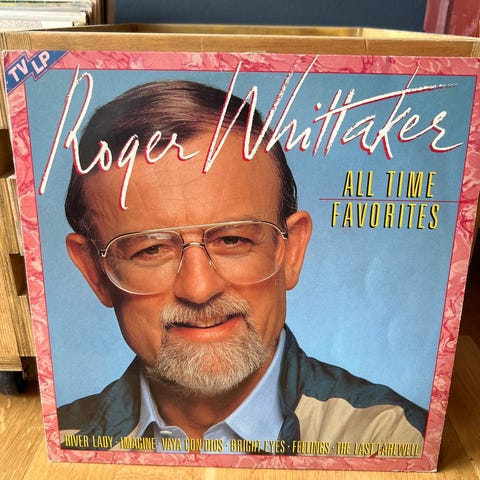 TV LP
Roger Whittaker
ALL TIME
FAVORITES
RIVER LADY · IMAGINE · VAYA CON DIOS · BRIGHT EYES · FEELINGS · THE LAST FAREWELL